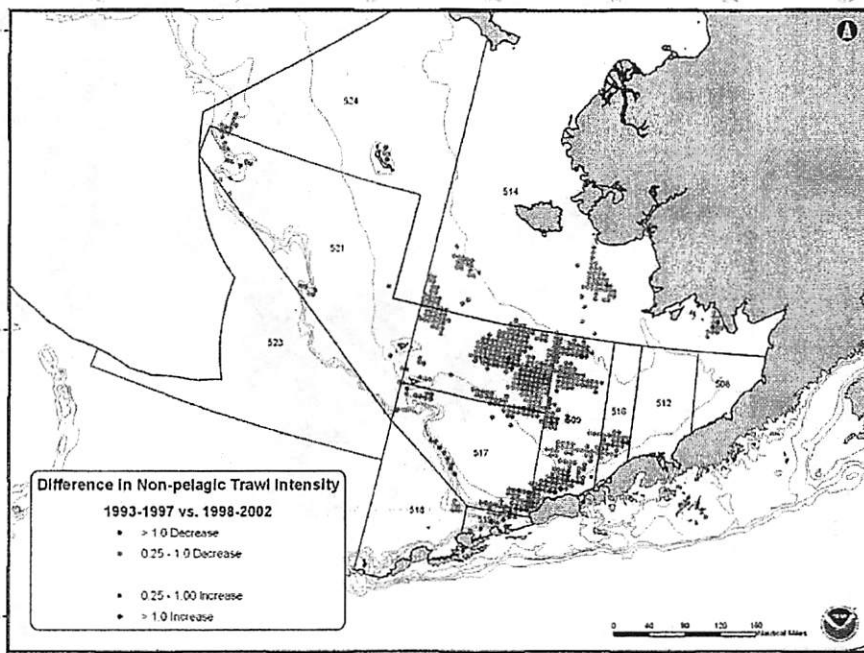 524
514
521
523
509
516
512
506
517
518
519
Difference in Non-pelagic Trawl Intensity
1993-1997 vs. 1998-2002
> 1.0 Decrease
0.25 - 1.0 Decrease
0.25 - 1.00 Increase
> 1.0 Increase
0 40 80 120 160
Nautical Miles